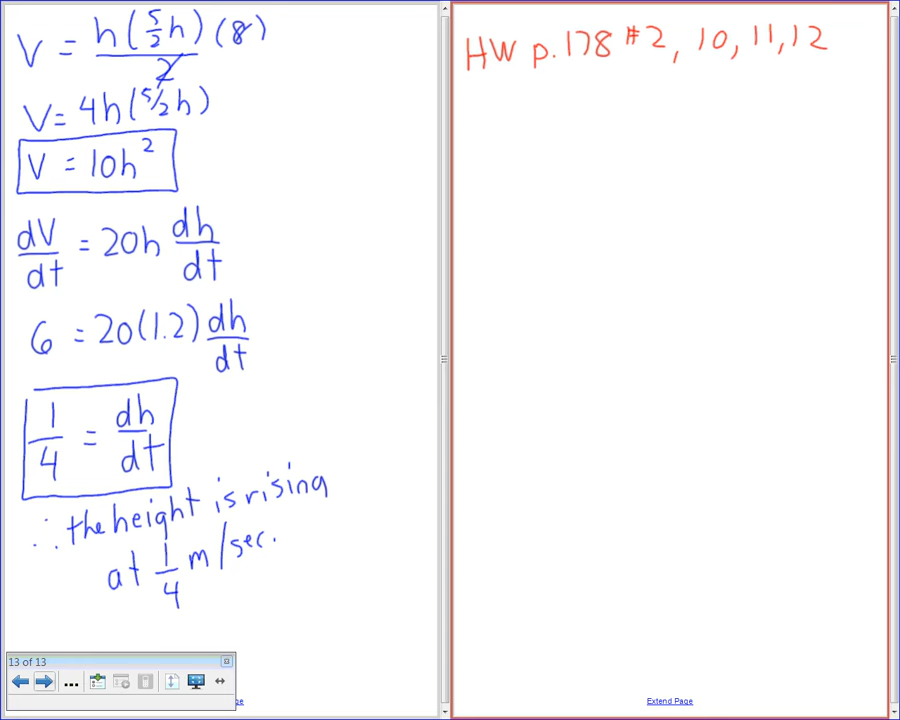 V = h(5/2 h)(8) / 2
V = 4h(5/2 h)
V = 10h²
dV/dt = 20h dh/dt
6 = 20(1.2) dh/dt
1/4 = dh/dt
∴ the height is rising
at 1/4 m/sec.
13 of 13
...
ge
HW p.178 #2, 10, 11, 12
Extend Page